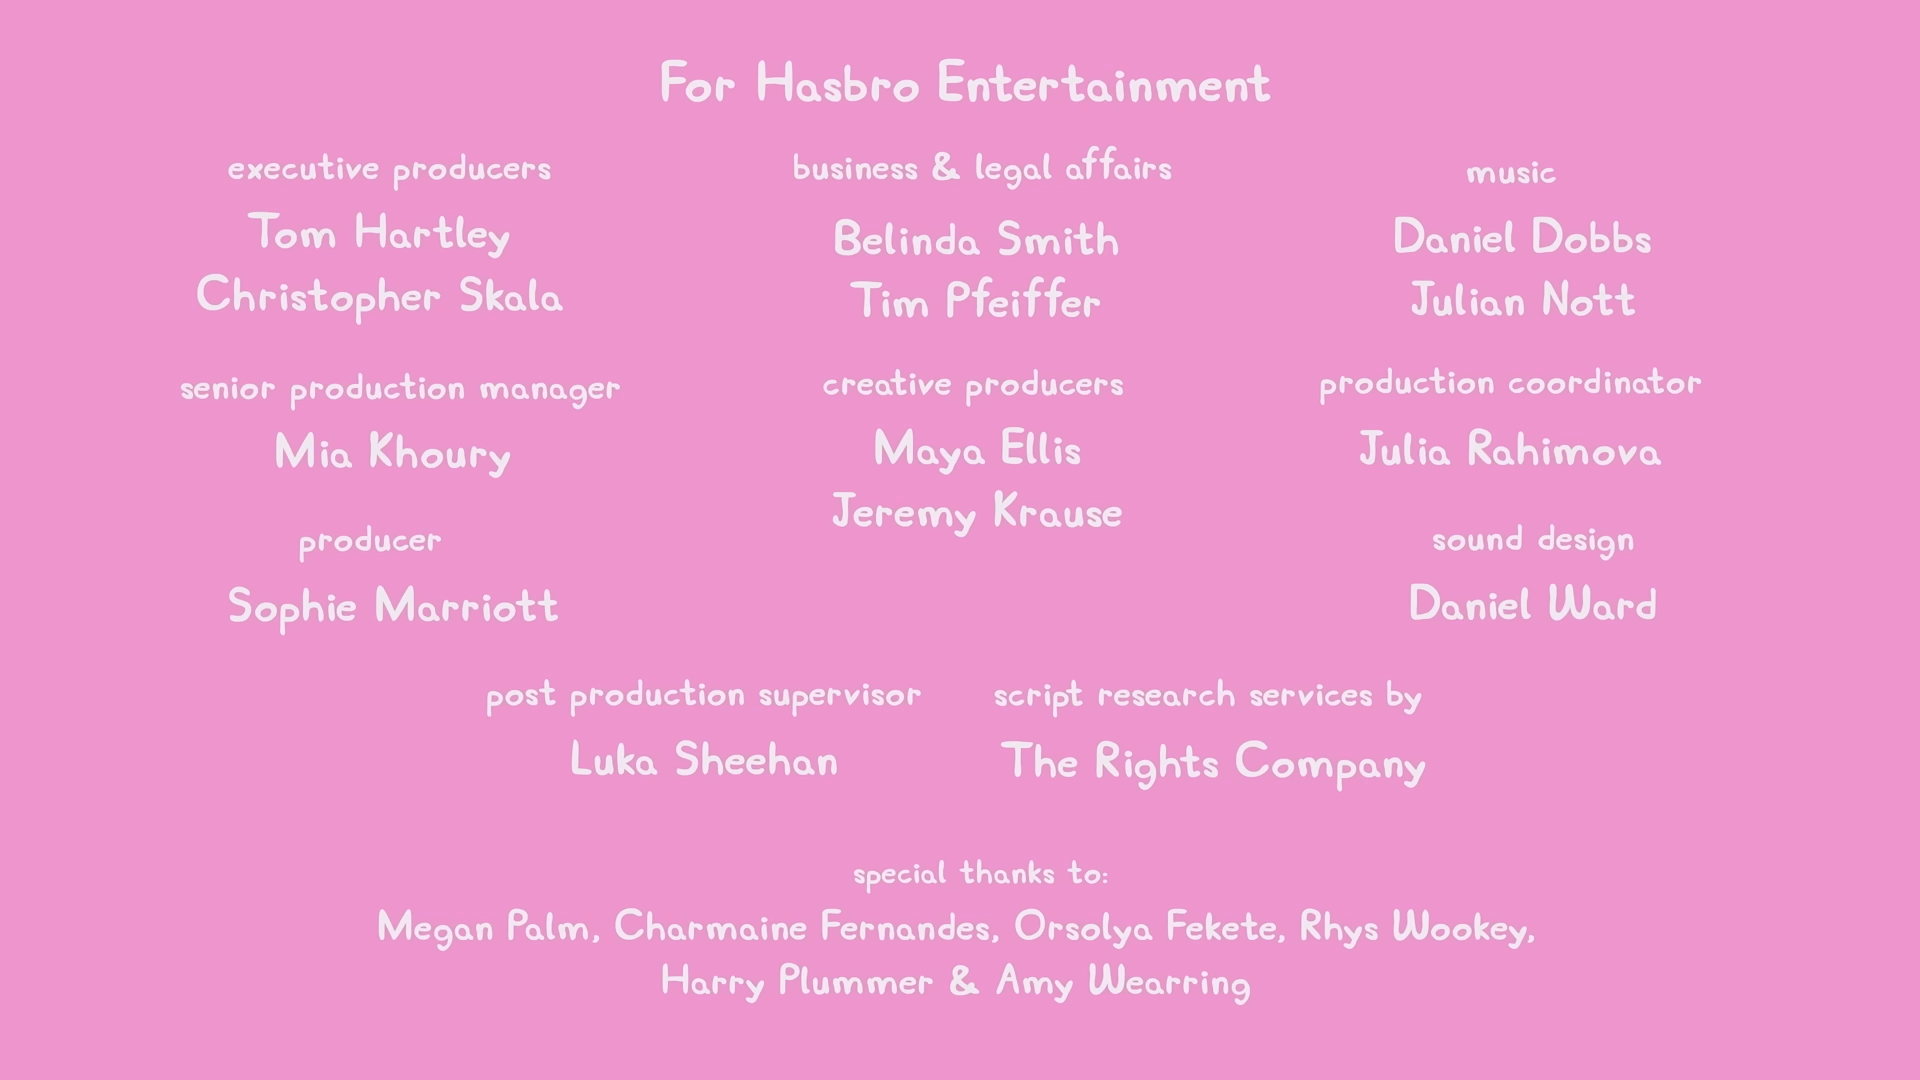 For Hasbro Entertainment
executive producers
Tom Hartley
Christopher Skala
business & legal affairs
Belinda Smith
Tim Pfeiffer
music
Daniel Dobbs
Julian Nott
senior production manager
Mia Khoury
creative producers
Maya Ellis
Jeremy Krause
production coordinator
Julia Rahimova
producer
Sophie Marriott
sound design
Daniel Ward
post production supervisor
Luka Sheehan
script research services by
The Rights Company
special thanks to:
Megan Palm, Charmaine Fernandes, Orsolya Fekete, Rhys Wookey,
Harry Plummer & Amy Wearring